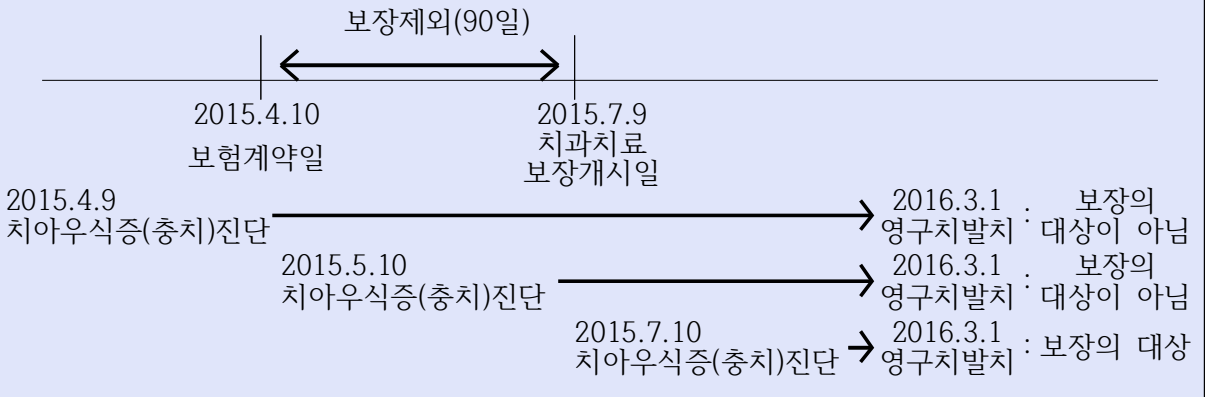 보장제외(90일)
2015.4.10
보험계약일
2015.7.9
치과치료
보장개시일
2015.4.9
치아우식증(충치)진단
2016.3.1
영구치발치
: 보장의
대상이 아님
2015.5.10
치아우식증(충치)진단
2016.3.1
영구치발치
: 보장의
대상이 아님
2015.7.10
치아우식증(충치)진단
2016.3.1
영구치발치
: 보장의 대상